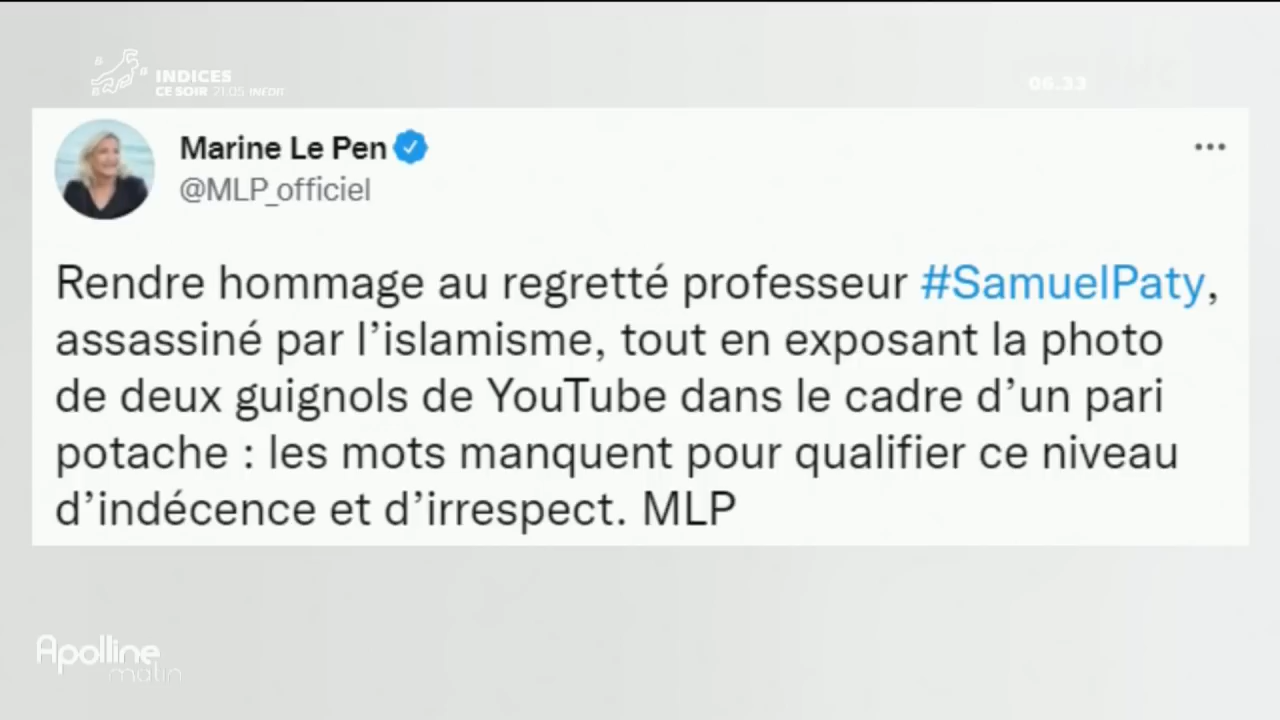 INDICES
CE SOIR 21.05 INÉDIT
06.33
Marine Le Pen
@MLP_officiel
Rendre hommage au regretté professeur #SamuelPaty,
assassiné par l’islamisme, tout en exposant la photo
de deux guignols de YouTube dans le cadre d’un pari
potache : les mots manquent pour qualifier ce niveau
d’indécence et d’irrespect. MLP
Apolline
matin